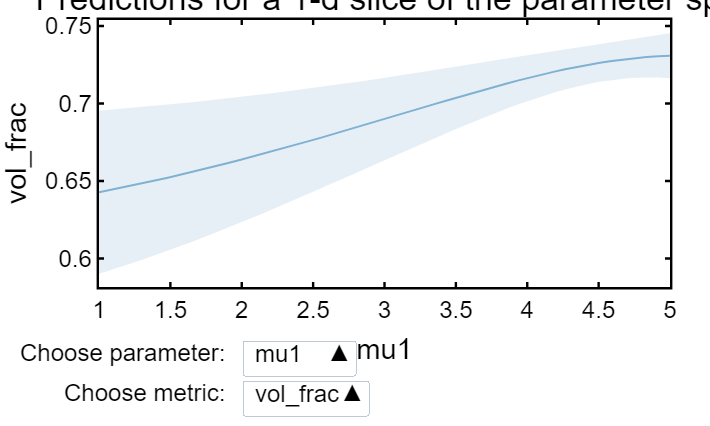 Predictions for a 1-d slice of the parameter
0.75
0.7
0.65
0.6
vol_frac
1 1.5 2 2.5 3 3.5 4 4.5 5
mu1
Choose parameter: mu1 ▲
Choose metric: vol_frac ▲